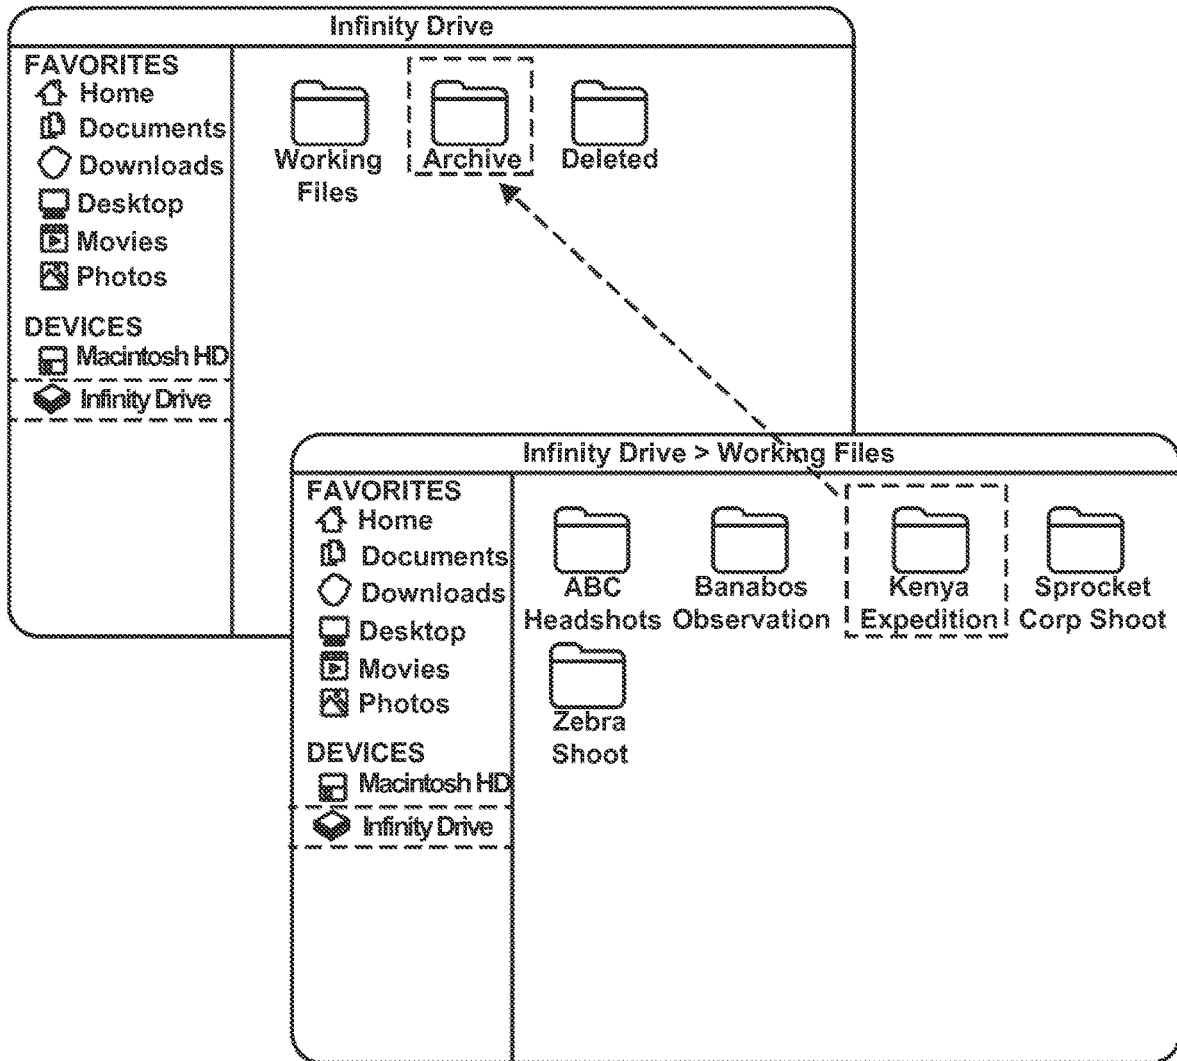 Infinity Drive
FAVORITES
Home
Documents
Downloads
Desktop
Movies
Photos
DEVICES
Macintosh HD
Infinity Drive
Working
Files
Archive
Deleted
Infinity Drive > Working Files
FAVORITES
Home
Documents
Downloads
Desktop
Movies
Photos
DEVICES
Macintosh HD
Infinity Drive
ABC
Headshots
Banabos
Observation
Kenya
Expedition
Sprocket
Corp Shoot
Zebra
Shoot